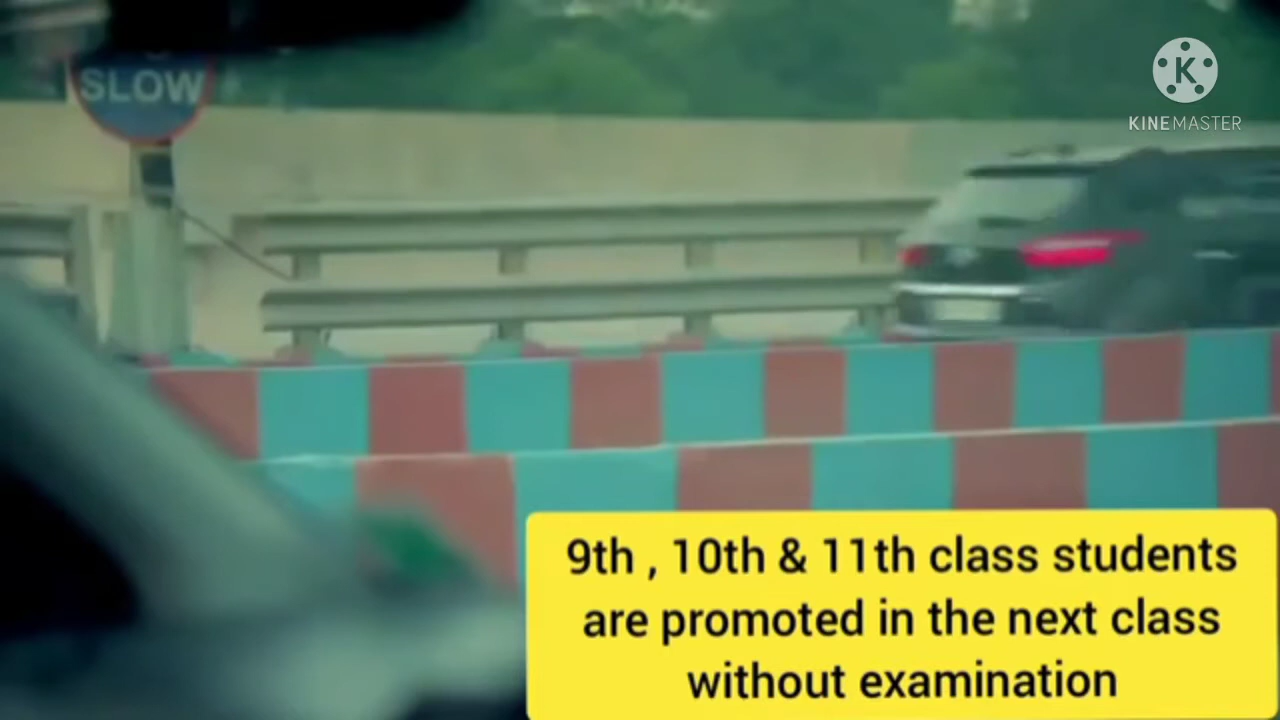 SLOW
KINEMASTER
9th , 10th & 11th class students
are promoted in the next class
without examination